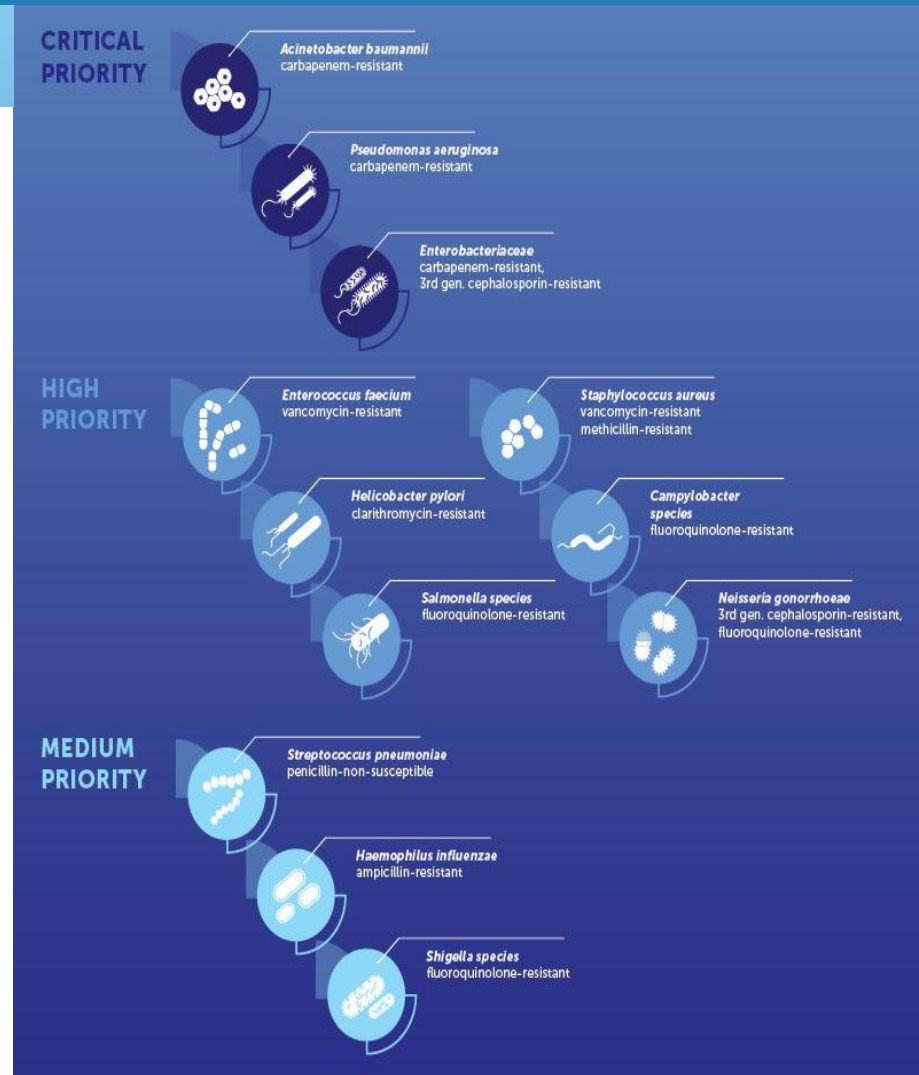 CRITICAL
PRIORITY
Acinetobacter baumannii
carbapenem-resistant
Pseudomonas aeruginosa
carbapenem-resistant
Enterobacteriaceae
carbapenem-resistant,
3rd gen. cephalosporin-resistant
HIGH
PRIORITY
Enterococcus faecium
vancomycin-resistant
Helicobacter pylori
clarithromycin-resistant
Salmonella species
fluoroquinolone-resistant
Staphylococcus aureus
vancomycin-resistant
methicillin-resistant
Campylobacter
species
fluoroquinolone-resistant
Neisseria gonorrhoeae
3rd gen. cephalosporin-resistant,
fluoroquinolone-resistant
MEDIUM
PRIORITY
Streptococcus pneumoniae
penicillin-non-susceptible
Haemophilus influenzae
ampicillin-resistant
Shigella species
fluoroquinolone-resistant